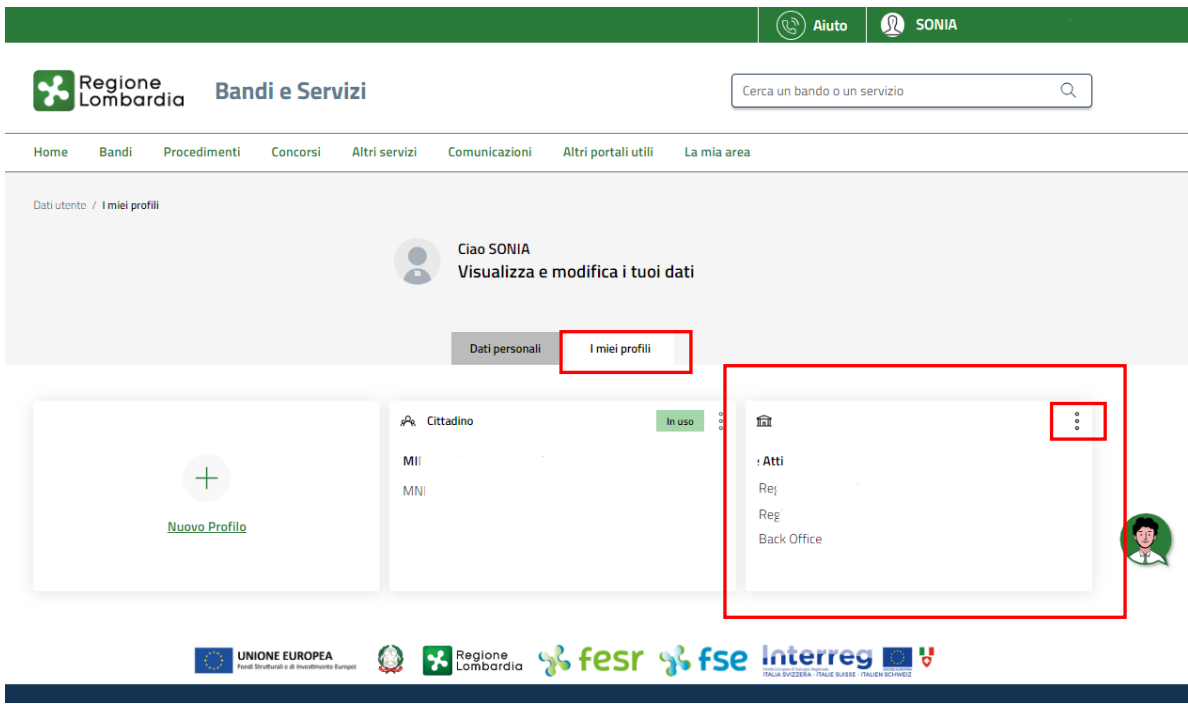 Aiuto SONIA
Regione Lombardia
Bandi e Servizi
Cerca un bando o un servizio
Home Bandi Procedimenti Concorsi Altri servizi Comunicazioni Altri portali utili La mia area
Dati utente / I miei profili
Ciao SONIA
Visualizza e modifica i tuoi dati
Dati personali I miei profili
Cittadino In uso
Atti
Back Office
Nuovo Profilo
UNIONE EUROPEA
Fondi Strutturali e di Investimento Europei
Regione Lombardia
fesr
fse
Interreg
ITALIA SVIZZERA - ITALIE SUISSE - ITALIEN SCHWEIZ